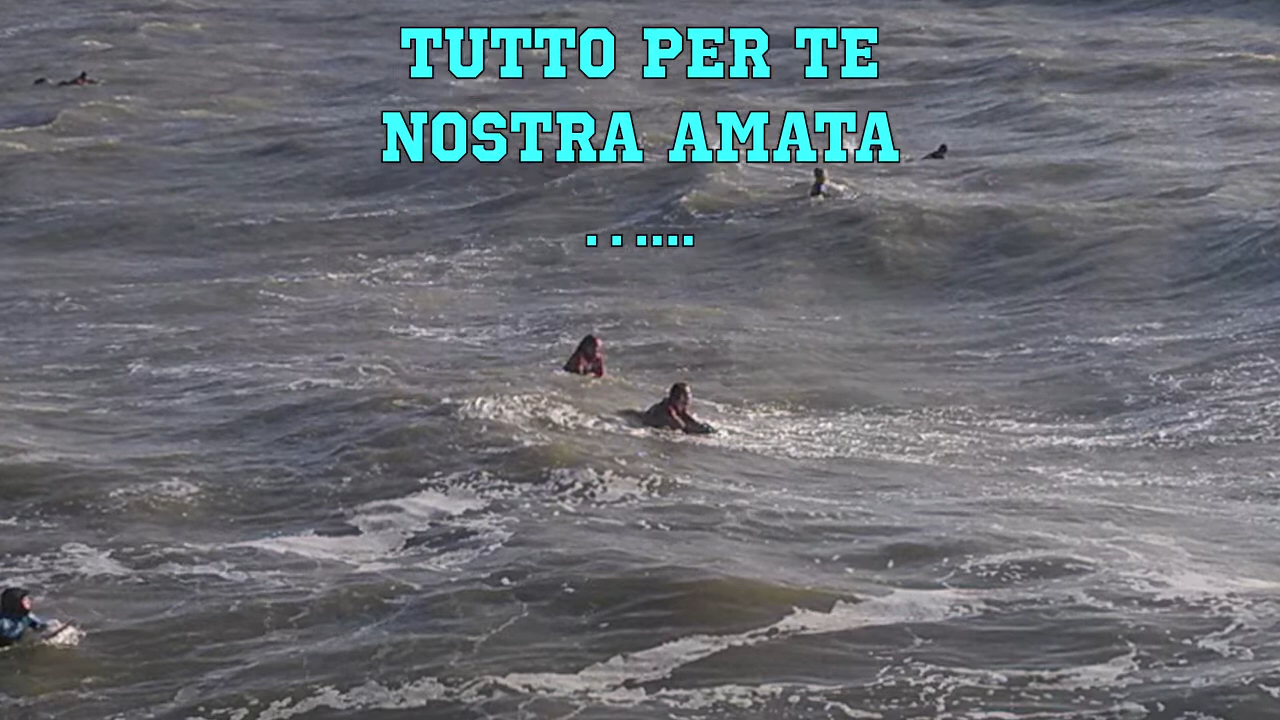 TUTTO PER TE
NOSTRA AMATA
. . .....